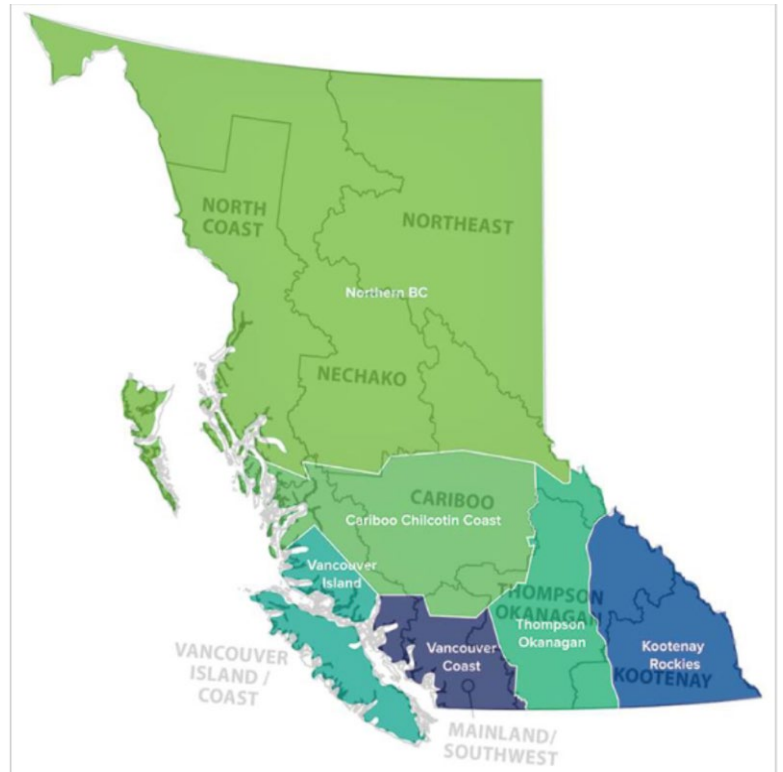 NORTH
COAST
NORTHEAST
Northern BC
NECHAKO
CARIBOO
Cariboo Chilcotin Coast
Vancouver
Island
THOMPSON
OKANAGAN
Thompson
Okanagan
Vancouver
Coast
Kootenay
Rockies
KOOTENAY
VANCOUVER
ISLAND /
COAST
MAINLAND/
SOUTHWEST